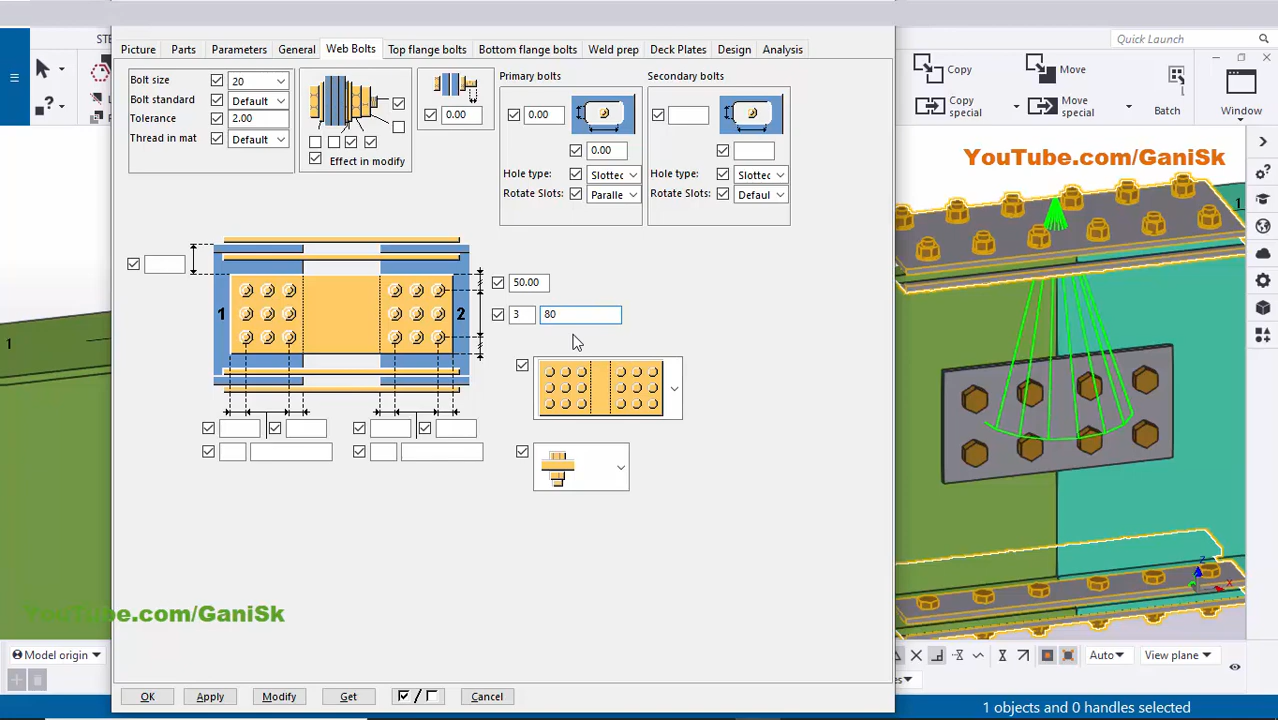 Picture Parts Parameters General Web Bolts Top flange bolts Bottom flange bolts Weld prep Deck Plates Design Analysis
Bolt size 20
Bolt standard Default
Tolerance 2.00
Thread in mat Default
Effect in modify
0.00
Primary bolts
0.00
0.00
Hole type:
Rotate Slots:
Secondary bolts
Hole type:
Rotate Slots:
1 2
50.00
3 80
YouTube.com/GaniSk
Model origin
OK Apply Modify Get / Cancel
Quick Launch
Copy Move
Copy special Move special Batch Window
YouTube.com/GaniSk
1
1
Z
X
Auto View plane
1 objects and 0 handles selected